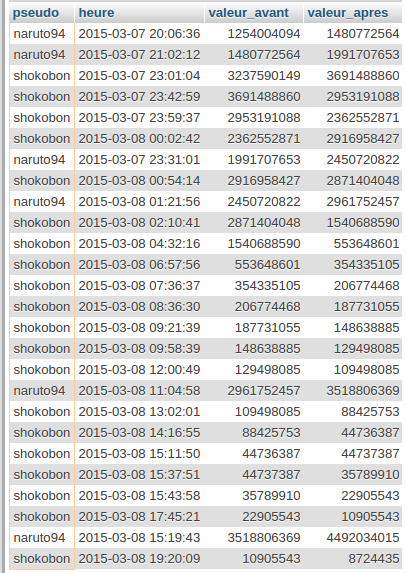 pseudo heure valeur_avant valeur_apres
naruto94 2015-03-07 20:06:36 1254004094 1480772564
naruto94 2015-03-07 21:02:12 1480772564 1991707653
shokobon 2015-03-07 23:01:04 3237590149 3691488860
shokobon 2015-03-07 23:42:59 3691488860 2953191088
shokobon 2015-03-07 23:59:37 2953191088 2362552871
shokobon 2015-03-08 00:02:42 2362552871 2916958427
naruto94 2015-03-07 23:31:01 1991707653 2450720822
shokobon 2015-03-08 00:54:14 2916958427 2871404048
naruto94 2015-03-08 01:21:56 2450720822 2961752457
shokobon 2015-03-08 02:10:41 2871404048 1540688590
shokobon 2015-03-08 04:32:16 1540688590 553648601
shokobon 2015-03-08 06:57:56 553648601 354335105
shokobon 2015-03-08 07:36:37 354335105 206774468
shokobon 2015-03-08 08:36:30 206774468 187731055
shokobon 2015-03-08 09:21:39 187731055 148638885
shokobon 2015-03-08 09:58:39 148638885 129498085
shokobon 2015-03-08 12:00:49 129498085 109498085
naruto94 2015-03-08 11:04:58 2961752457 3518806369
shokobon 2015-03-08 13:02:01 109498085 88425753
shokobon 2015-03-08 14:16:55 88425753 44736387
shokobon 2015-03-08 15:11:50 44736387 44737387
shokobon 2015-03-08 15:37:51 44737387 35789910
shokobon 2015-03-08 15:43:58 35789910 22905543
shokobon 2015-03-08 17:45:21 22905543 10905543
naruto94 2015-03-08 15:19:43 3518806369 4492034015
shokobon 2015-03-08 19:20:09 10905543 8724435